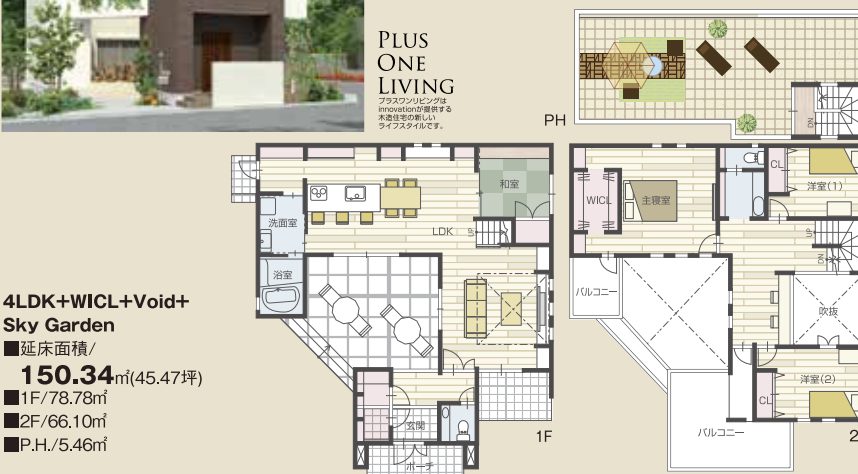 PLUS
ONE
LIVING
プラスワンリビングは
innovationが提供する
木造住宅の新しい
ライフスタイルです。
4LDK+WICL+Void+
Sky Garden
■延床面積/
150.34㎡(45.47坪)
■1F/78.78㎡
■2F/66.10㎡
■P.H./5.46㎡
PH
DN
和室
洗面室
LDK
UP
浴室
玄関
ポーチ
1F
WICL
主寝室
CL
洋室(1)
UP
DN
バルコニー
吹抜
洋室(2)
CL
バルコニー
2